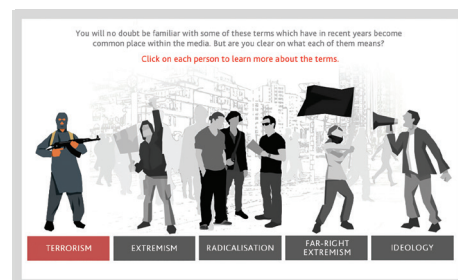 You will no doubt be familiar with some of these terms which have in recent years become
common place within the media. But are you clear on what each of them means?
Click on each person to learn more about the terms.
TERRORISM
EXTREMISM
RADICALISATION
FAR-RIGHT
EXTREMISM
IDEOLOGY